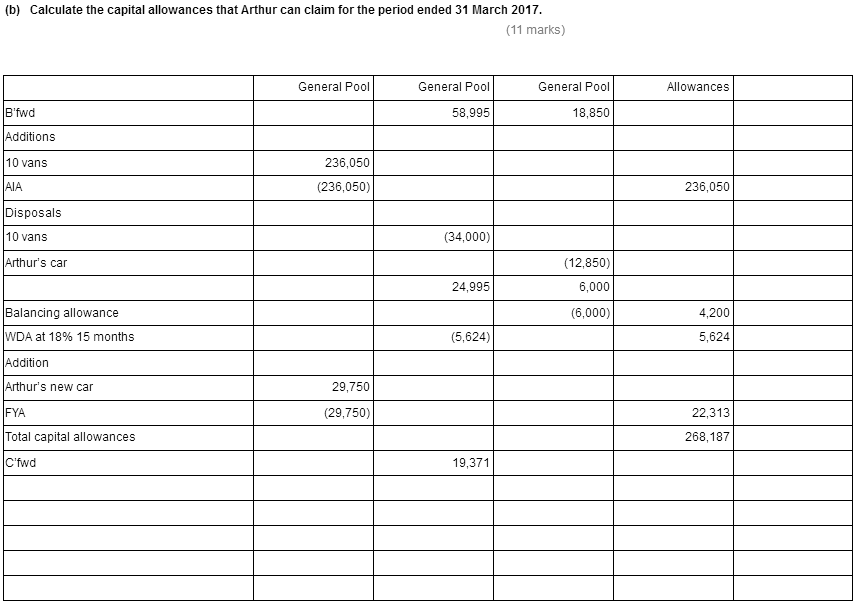 (b) Calculate the capital allowances that Arthur can claim for the period ended 31 March 2017.
(11 marks)
General Pool General Pool General Pool Allowances
B'fwd 58,995 18,850
Additions
10 vans 236,050
AIA (236,050) 236,050
Disposals
10 vans (34,000)
Arthur's car (12,850)
24,995 6,000
Balancing allowance (6,000) 4,200
WDA at 18% 15 months (5,624) 5,624
Addition
Arthur's new car 29,750
FYA (29,750) 22,313
Total capital allowances 268,187
C'fwd 19,371